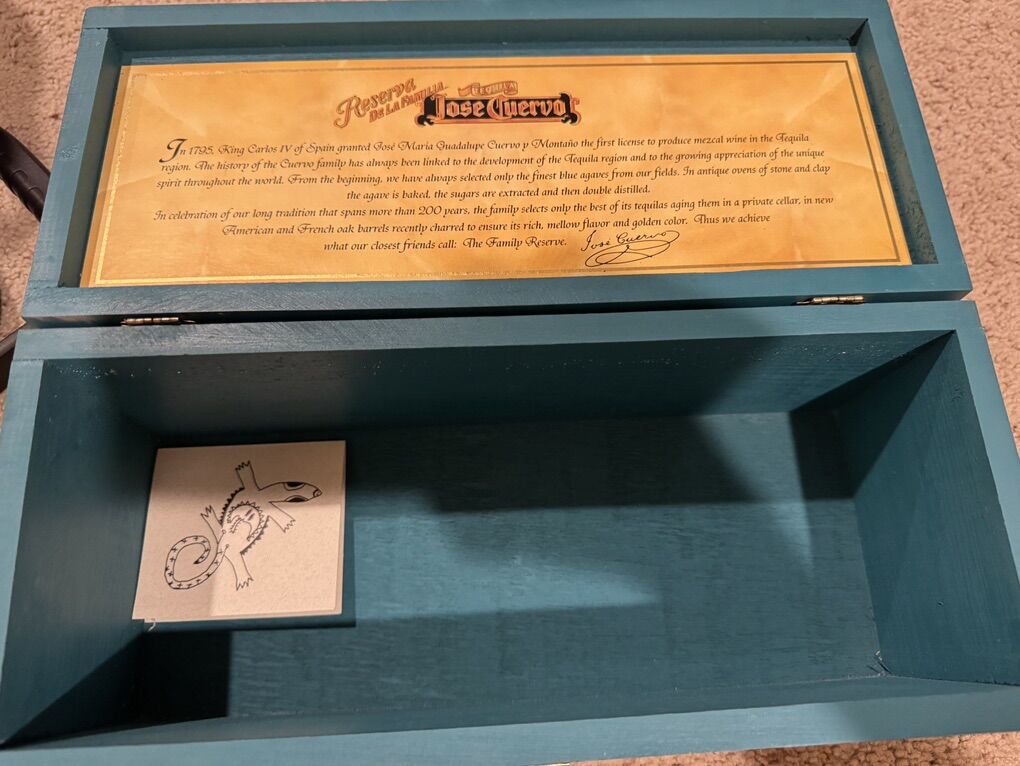 Reserva
De La Familia
TEQUILA
Jose Cuervo
In 1795, King Carlos IV of Spain granted José María Guadalupe Cuervo y Montaño the first license to produce mezcal wine in the Tequila
region. The history of the Cuervo family has always been linked to the development of the Tequila region and to the growing appreciation of the unique
spirit throughout the world. From the beginning, we have always selected only the finest blue agaves from our fields. In antique ovens of stone and clay
the agave is baked, the sugars are extracted and then double distilled.
In celebration of our long tradition that spans more than 200 years, the family selects only the best of its tequilas aging them in a private cellar, in new
American and French oak barrels recently charred to ensure its rich, mellow flavor and golden color. Thus we achieve
what our closest friends call: The Family Reserve. José Cuervo